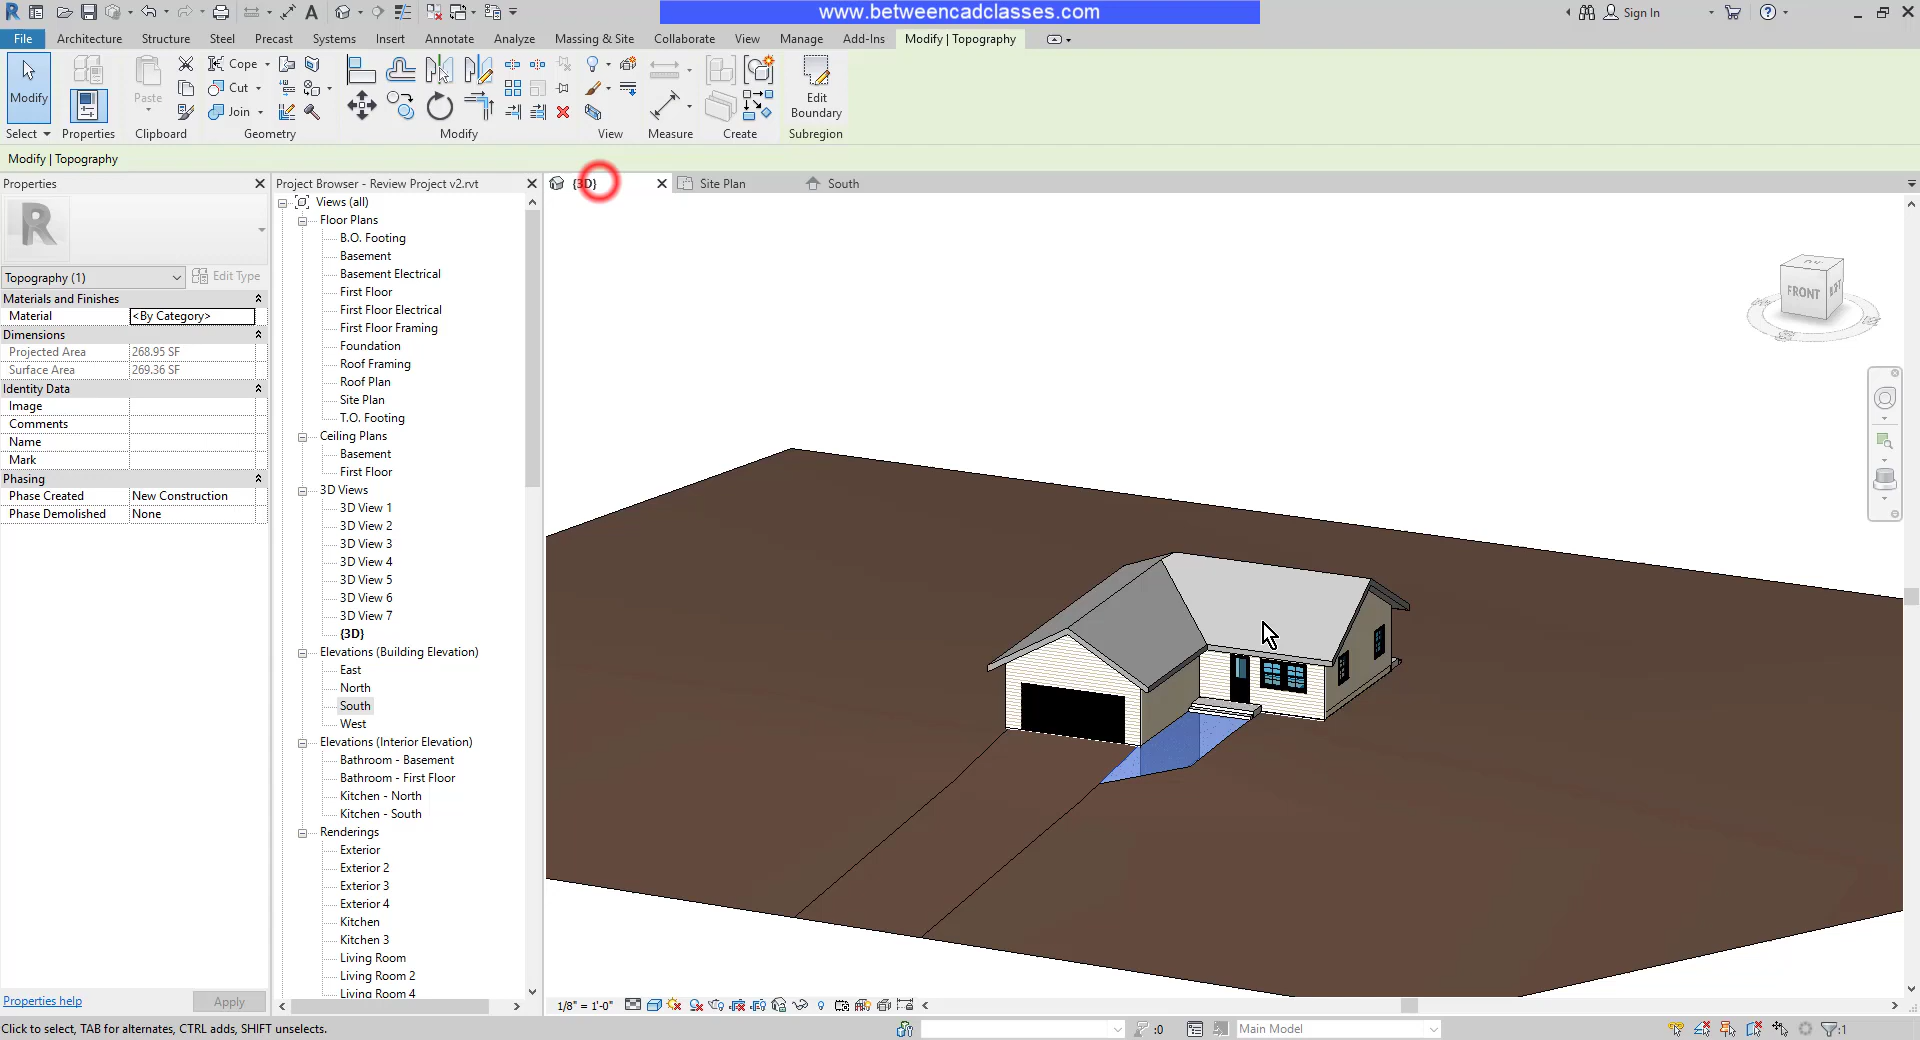 www.betweencadclasses.com
Sign In
File Architecture Structure Steel Precast Systems Insert Annotate Analyze Massing & Site Collaborate View Manage Add-Ins Modify | Topography
Modify
Paste
Cope
Cut
Join
Edit
Boundary
Select Properties Clipboard Geometry Modify View Measure Create Subregion
Modify | Topography
Properties
Topography (1)
Edit Type
Materials and Finishes
Material <By Category>
Dimensions
Projected Area 268.95 SF
Surface Area 269.36 SF
Identity Data
Image
Comments
Name
Mark
Phasing
Phase Created New Construction
Phase Demolished None
Properties help
Apply
Project Browser - Review Project v2.rvt
Views (all)
Floor Plans
B.O. Footing
Basement
Basement Electrical
First Floor
First Floor Electrical
First Floor Framing
Foundation
Roof Framing
Roof Plan
Site Plan
T.O. Footing
Ceiling Plans
Basement
First Floor
3D Views
3D View 1
3D View 2
3D View 3
3D View 4
3D View 5
3D View 6
3D View 7
{3D}
Elevations (Building Elevation)
East
North
South
West
Elevations (Interior Elevation)
Bathroom - Basement
Bathroom - First Floor
Kitchen - North
Kitchen - South
Renderings
Exterior
Exterior 2
Exterior 3
Exterior 4
Kitchen
Kitchen 3
Living Room
Living Room 2
Living Room 4
{3D}
Site Plan
South
FRONT
1/8" = 1'-0"
Click to select, TAB for alternates, CTRL adds, SHIFT unselects.
:0
Main Model
:1